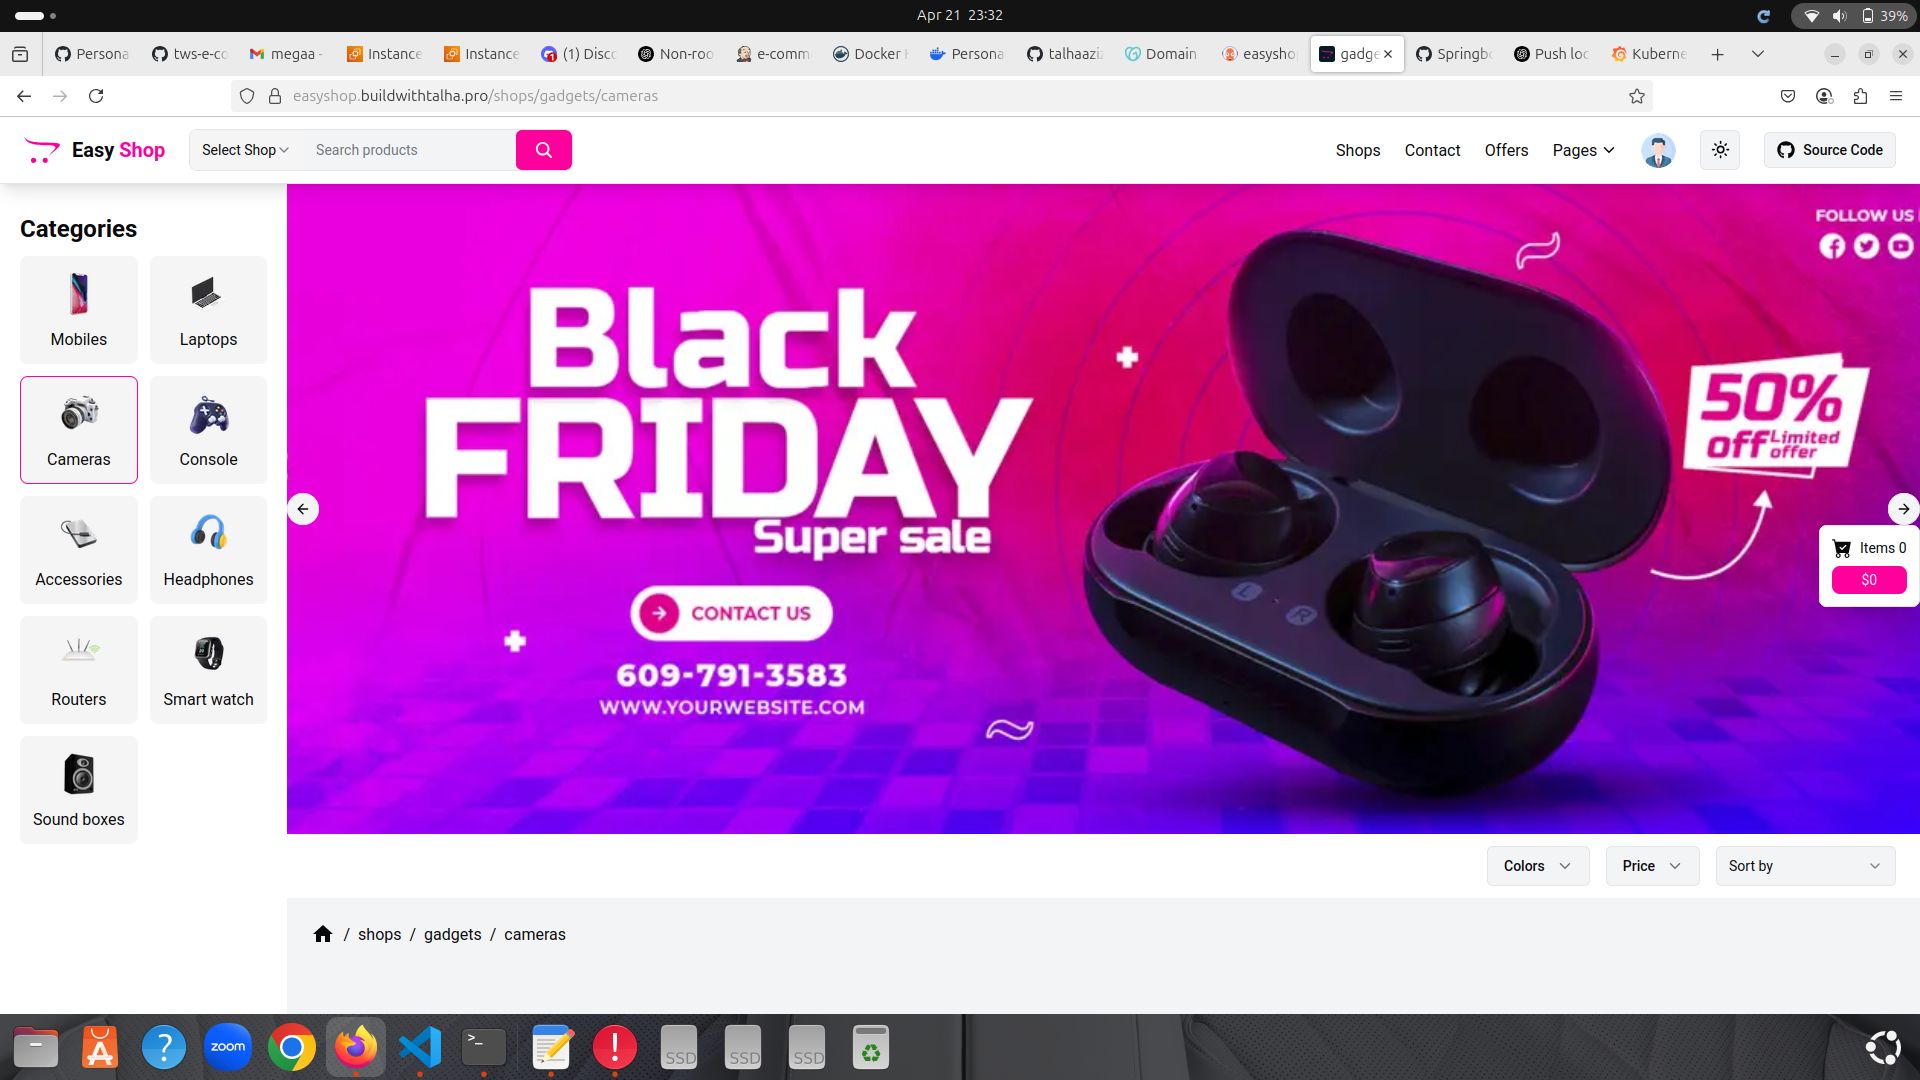 Apr 21 23:32
39%
Persona
tws-e-co
megaa -
Instance
Instance
(1) Disco
Non-roo
e-comm
Docker
Persona
talhaaziz
Domain
easyshop
gadge
Springbo
Push loc
Kuberne
easyshop.buildwithtalha.pro/shops/gadgets/cameras
Easy Shop
Select Shop
Search products
Shops
Contact
Offers
Pages
Source Code
Categories
Mobiles
Laptops
Cameras
Console
Accessories
Headphones
Routers
Smart watch
Sound boxes
FOLLOW US
Black
FRIDAY
Super sale
50%
off Limited
offer
CONTACT US
609-791-3583
WWW.YOURWEBSITE.COM
L
R
Items 0
$0
Colors
Price
Sort by
/ shops / gadgets / cameras
zoom
>_
SSD
SSD
SSD